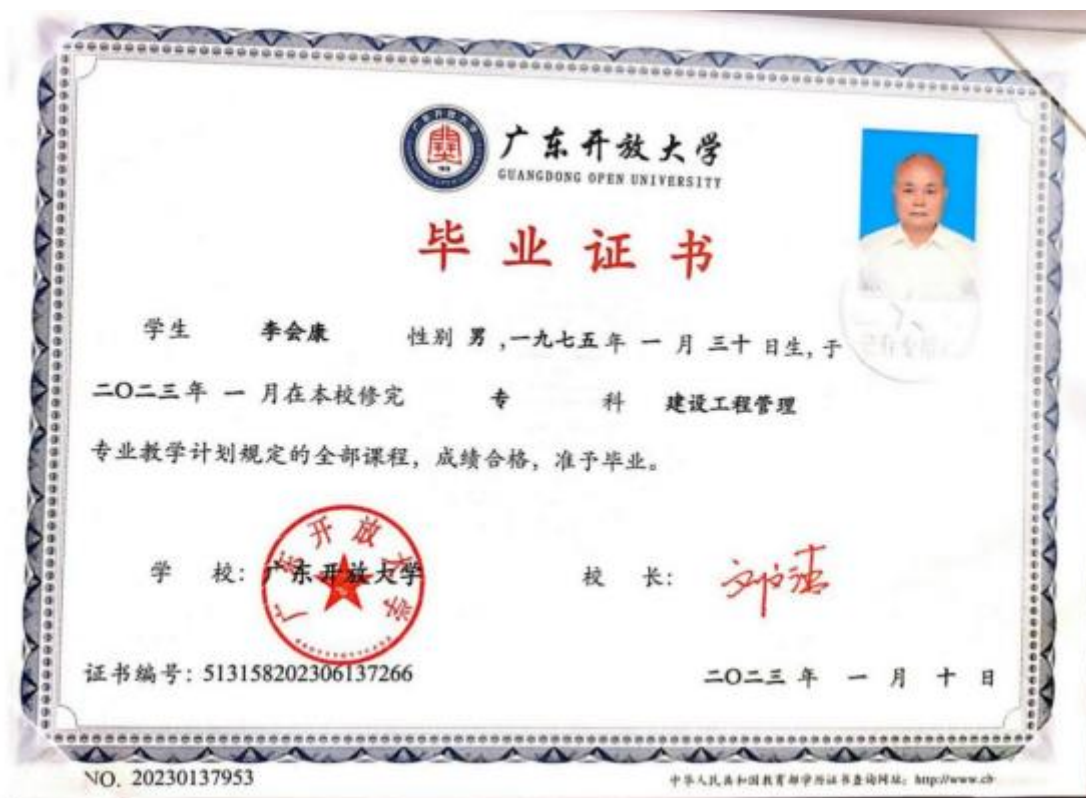 广东开放大学
GUANGDONG OPEN UNIVERSITY
毕业证书
学生 李会康 性别 男,一九七五年 一 月 三十 日生,于
二〇二三年 一 月在本校修完 专 科 建设工程管理
专业教学计划规定的全部课程,成绩合格,准予毕业。
学 校: 广东开放大学 校 长:
广东开放大学
证书编号: 513158202306137266 二〇二三 年 一 月 十 日
NO. 20230137953 中华人民共和国教育部学历证书查询网址: http://www.ch